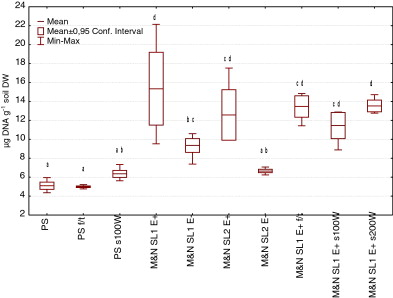 24
22
20
18
16
14
12
10
8
6
4
2
µg DNA g⁻¹ soil DW
Mean
Mean±0,95 Conf. Interval
Min-Max
a
a
a b
d
b c
c d
a b
c d
c d
d
PS
PS f/t
PS s100W
M&N SL1 E+
M&N SL1 E-
M&N SL2 E+
M&N SL2 E-
M&N SL1 E+ f/t
M&N SL1 E+ s100W
M&N SL1 E+ s200W